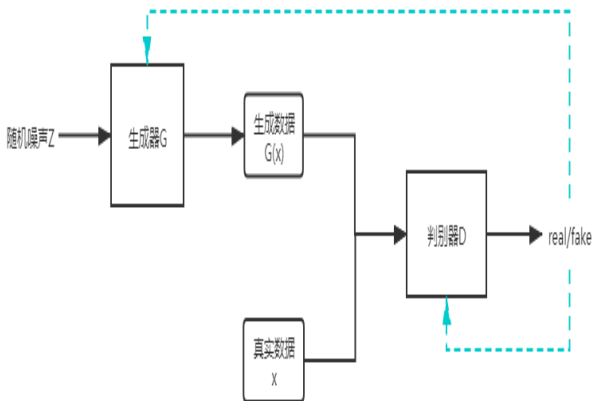 随机噪声Z
生成器G
生成数据
G(x)
判别器D
real/fake
真实数据
x